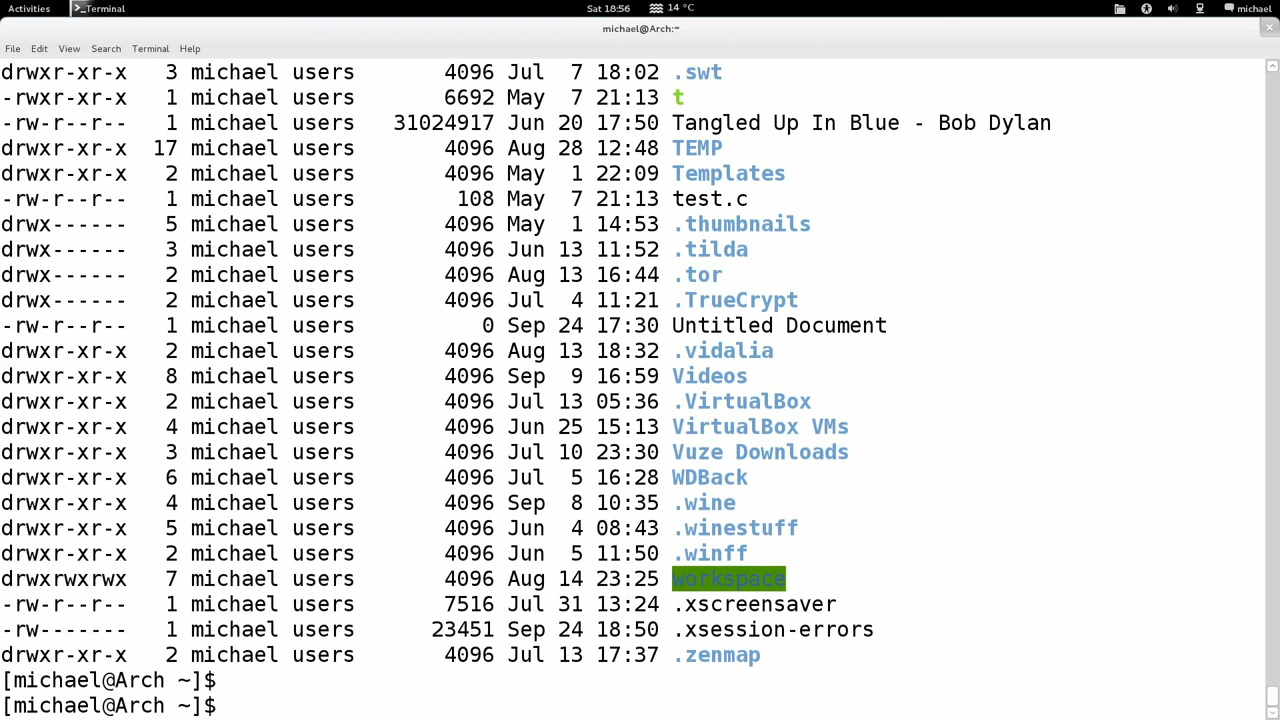 Activities Terminal Sat 18:56 14 °C michael
michael@Arch:~
File Edit View Search Terminal Help
drwxr-xr-x 3 michael users 4096 Jul 7 18:02 .swt
-rwxr-xr-x 1 michael users 6692 May 7 21:13 t
-rw-r--r-- 1 michael users 31024917 Jun 20 17:50 Tangled Up In Blue - Bob Dylan
drwxr-xr-x 17 michael users 4096 Aug 28 12:48 TEMP
drwxr-xr-x 2 michael users 4096 May 1 22:09 Templates
-rw-r--r-- 1 michael users 108 May 7 21:13 test.c
drwx------ 5 michael users 4096 May 1 14:53 .thumbnails
drwx------ 3 michael users 4096 Jun 13 11:52 .tilda
drwx------ 2 michael users 4096 Aug 13 16:44 .tor
drwx------ 2 michael users 4096 Jul 4 11:21 .TrueCrypt
-rw-r--r-- 1 michael users 0 Sep 24 17:30 Untitled Document
drwxr-xr-x 2 michael users 4096 Aug 13 18:32 .vidalia
drwxr-xr-x 8 michael users 4096 Sep 9 16:59 Videos
drwxr-xr-x 2 michael users 4096 Jul 13 05:36 .VirtualBox
drwxr-xr-x 4 michael users 4096 Jun 25 15:13 VirtualBox VMs
drwxr-xr-x 3 michael users 4096 Jul 10 23:30 Vuze Downloads
drwxr-xr-x 6 michael users 4096 Jul 5 16:28 WDBack
drwxr-xr-x 4 michael users 4096 Sep 8 10:35 .wine
drwxr-xr-x 5 michael users 4096 Jun 4 08:43 .winestuff
drwxr-xr-x 2 michael users 4096 Jun 5 11:50 .winff
drwxrwxrwx 7 michael users 4096 Aug 14 23:25 workspace
-rw-r--r-- 1 michael users 7516 Jul 31 13:24 .xscreensaver
-rw------- 1 michael users 23451 Sep 24 18:50 .xsession-errors
drwxr-xr-x 2 michael users 4096 Jul 13 17:37 .zenmap
[michael@Arch ~]$
[michael@Arch ~]$